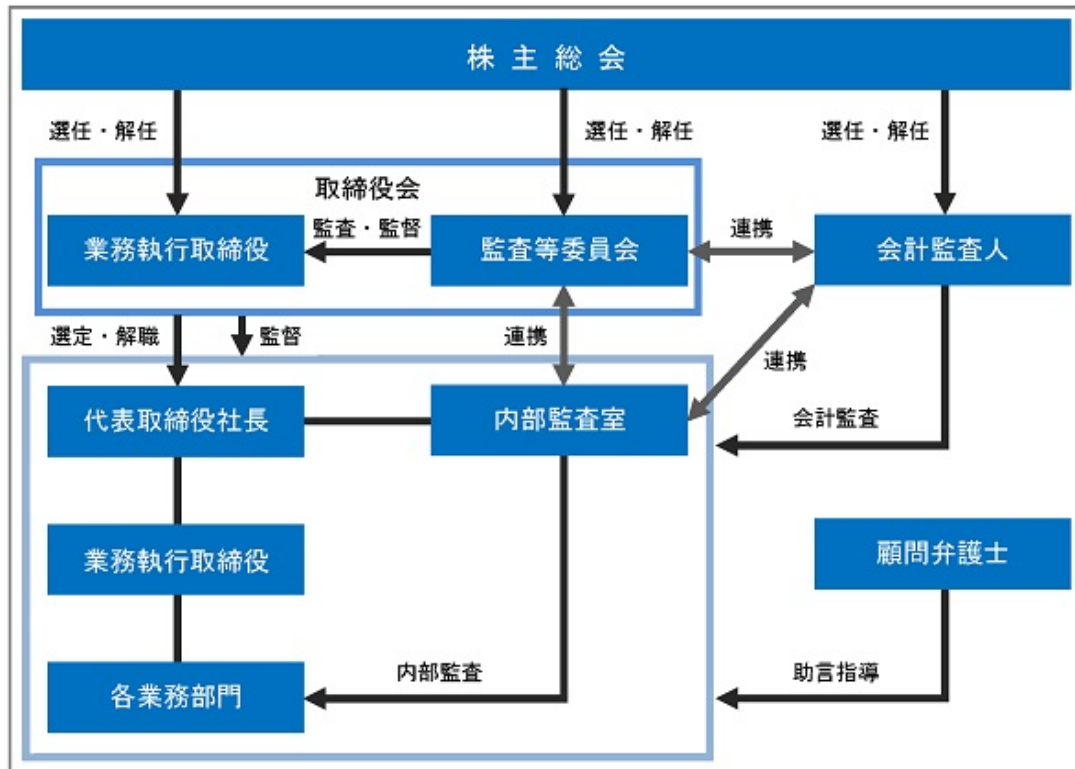 株主総会
選任・解任
選任・解任
選任・解任
取締役会
業務執行取締役
監査・監督
監査等委員会
連携
会計監査人
選定・解職
監督
連携
連携
代表取締役社長
内部監査室
会計監査
業務執行取締役
顧問弁護士
各業務部門
内部監査
助言指導